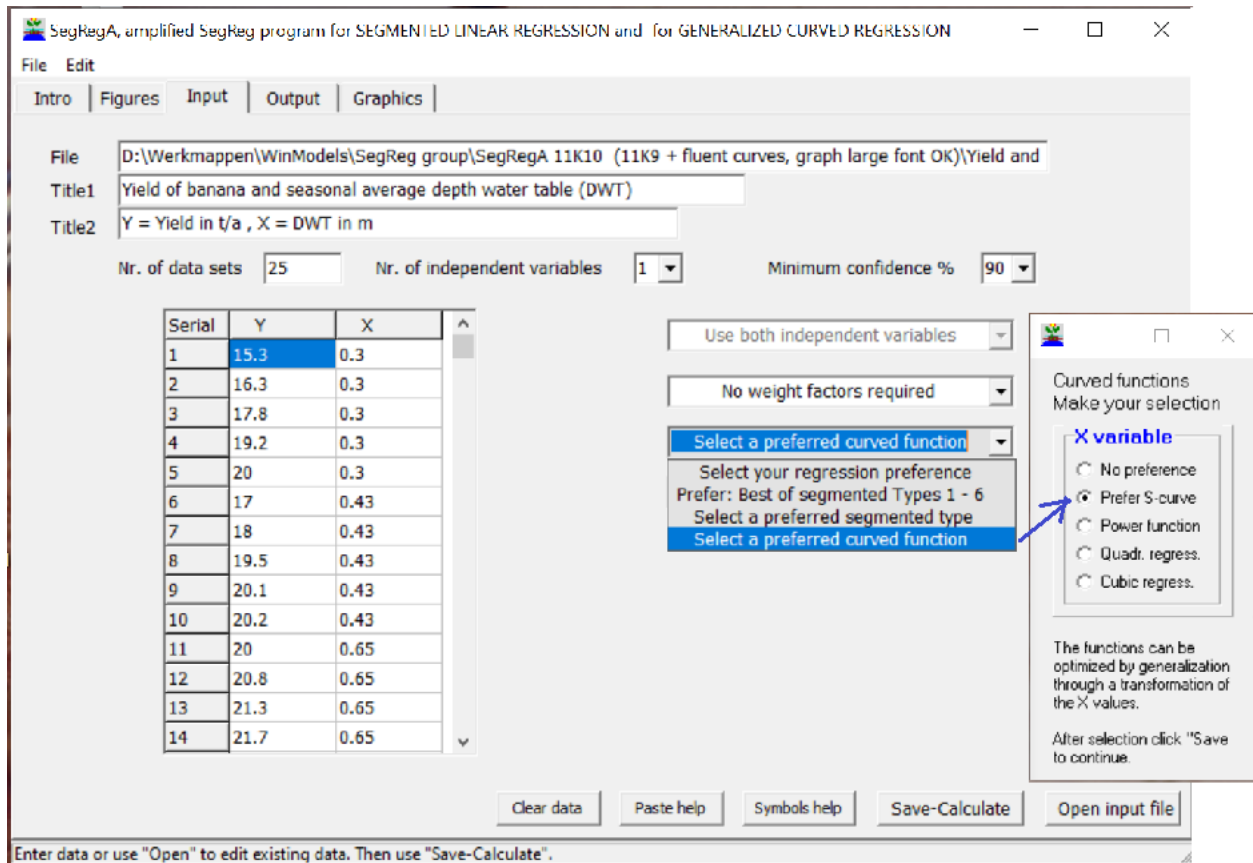 SegRegA, amplified SegReg program for SEGMENTED LINEAR REGRESSION and for GENERALIZED CURVED REGRESSION
File Edit
Intro Figures Input Output Graphics
File D:\Werkmappen\WinModels\SegReg group\SegRegA 11K10 (11K9 + fluent curves, graph large font OK)\Yield and
Title1 Yield of banana and seasonal average depth water table (DWT)
Title2 Y = Yield in t/a , X = DWT in m
Nr. of data sets 25 Nr. of independent variables 1 Minimum confidence % 90
Serial Y X
1 15.3 0.3
2 16.3 0.3
3 17.8 0.3
4 19.2 0.3
5 20 0.3
6 17 0.43
7 18 0.43
8 19.5 0.43
9 20.1 0.43
10 20.2 0.43
11 20 0.65
12 20.8 0.65
13 21.3 0.65
14 21.7 0.65
Use both independent variables
No weight factors required
Select a preferred curved function
Select your regression preference
Prefer: Best of segmented Types 1 - 6
Select a preferred segmented type
Select a preferred curved function
Curved functions
Make your selection
X variable
No preference
Prefer S-curve
Power function
Quadr. regress.
Cubic regress.
The functions can be
optimized by generalization
through a transformation of
the X values.
After selection click "Save
to continue.
Clear data Paste help Symbols help Save-Calculate Open input file
Enter data or use "Open" to edit existing data. Then use "Save-Calculate".